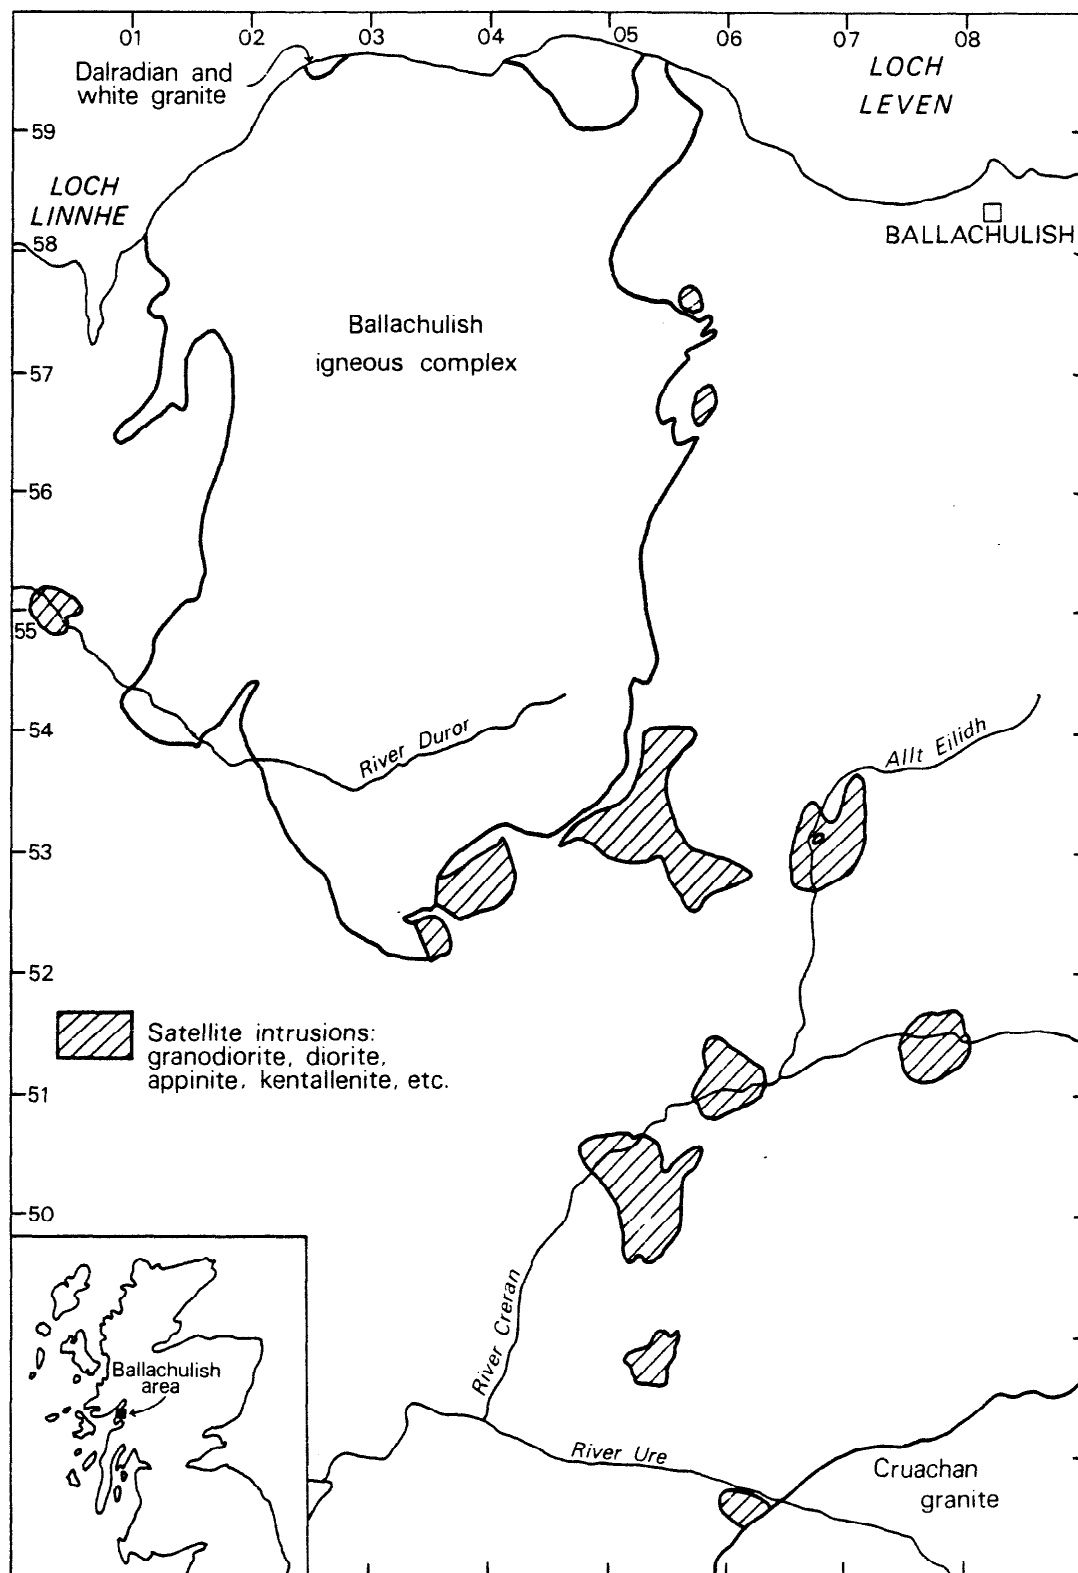 01 02 03 04 05 06 07 08
Dalradian and
white granite
LOCH
LEVEN
59
LOCH
LINNHE
58
BALLACHULISH
Ballachulish
igneous complex
57
56
55
54
River Duror
Allt Eilidh
53
52
Satellite intrusions:
granodiorite, diorite,
appinite, kentallenite, etc.
51
50
River Creran
Ballachulish
area
River Ure
Cruachan
granite